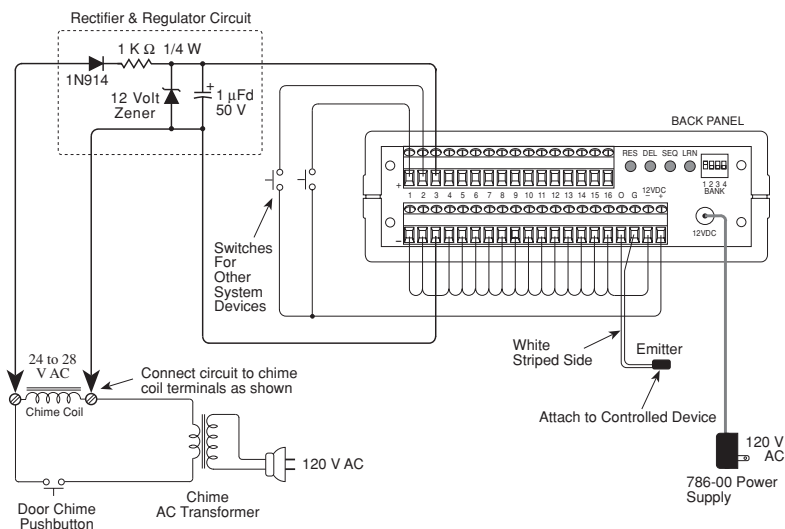 Rectifier & Regulator Circuit
1 K Ω 1/4 W
1N914
12 Volt
Zener
+
1 µFd
50 V
BACK PANEL
RES DEL SEQ LRN
1 2 3 4
BANK
+
1 2 3 4 5 6 7 8 9 10 11 12 13 14 15 16 O G 12VDC
– +
12VDC
–
Switches
For
Other
System
Devices
White
Striped Side
Emitter
Attach to Controlled Device
24 to 28
V AC
Connect circuit to chime
coil terminals as shown
Chime Coil
120 V AC
Chime
AC Transformer
Door Chime
Pushbutton
120 V
AC
786-00 Power
Supply